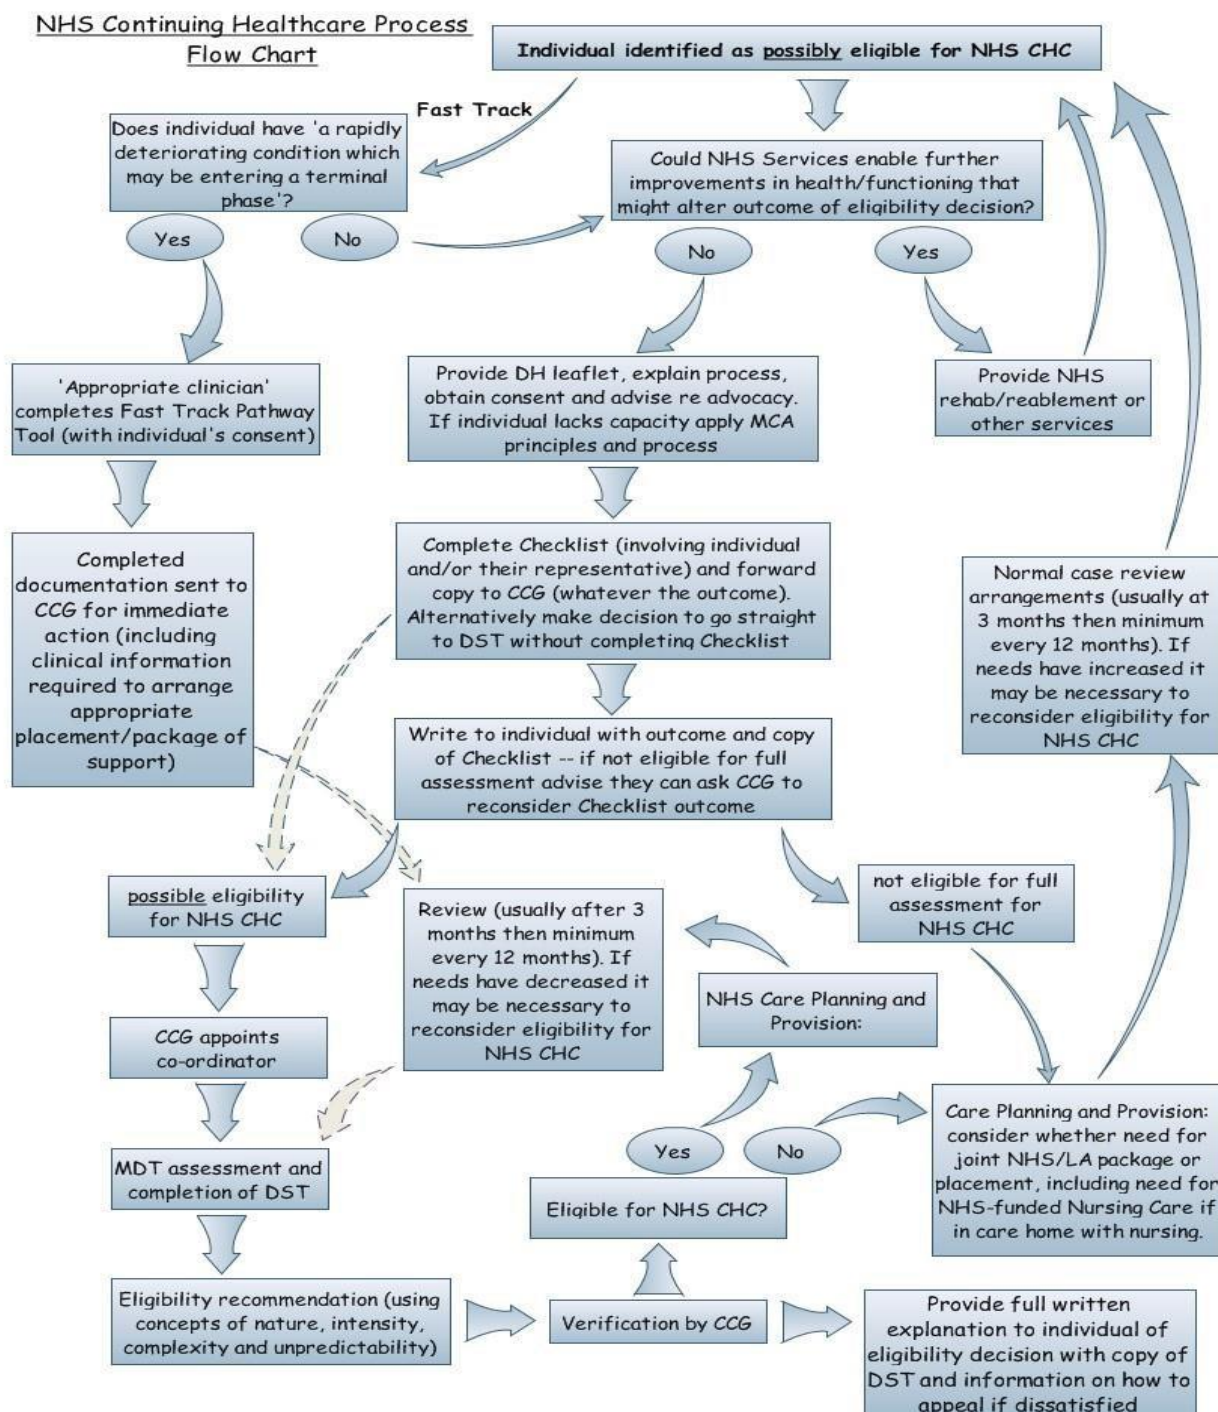 NHS Continuing Healthcare Process
Flow Chart
Individual identified as possibly eligible for NHS CHC
Fast Track
Does individual have 'a rapidly
deteriorating condition which
may be entering a terminal
phase'?
Could NHS Services enable further
improvements in health/functioning that
might alter outcome of eligibility decision?
Yes
No
No
Yes
'Appropriate clinician'
completes Fast Track Pathway
Tool (with individual's consent)
Provide DH leaflet, explain process,
obtain consent and advise re advocacy.
If individual lacks capacity apply MCA
principles and process
Provide NHS
rehab/reablement or
other services
Completed
documentation sent to
CCG for immediate
action (including
clinical information
required to arrange
appropriate
placement/package of
support)
Complete Checklist (involving individual
and/or their representative) and forward
copy to CCG (whatever the outcome).
Alternatively make decision to go straight
to DST without completing Checklist
Normal case review
arrangements (usually at
3 months then minimum
every 12 months). If
needs have increased it
may be necessary to
reconsider eligibility for
NHS CHC
Write to individual with outcome and copy
of Checklist -- if not eligible for full
assessment advise they can ask CCG to
reconsider Checklist outcome
possible eligibility
for NHS CHC
Review (usually after 3
months then minimum
every 12 months). If
needs have decreased it
may be necessary to
reconsider eligibility for
NHS CHC
not eligible for full
assessment for
NHS CHC
NHS Care Planning and
Provision:
CCG appoints
co-ordinator
Care Planning and Provision:
consider whether need for
joint NHS/LA package or
placement, including need for
NHS-funded Nursing Care if
in care home with nursing.
Yes
No
MDT assessment and
completion of DST
Eligible for NHS CHC?
Eligibility recommendation (using
concepts of nature, intensity,
complexity and unpredictability)
Verification by CCG
Provide full written
explanation to individual of
eligibility decision with copy of
DST and information on how to
appeal if dissatisfied